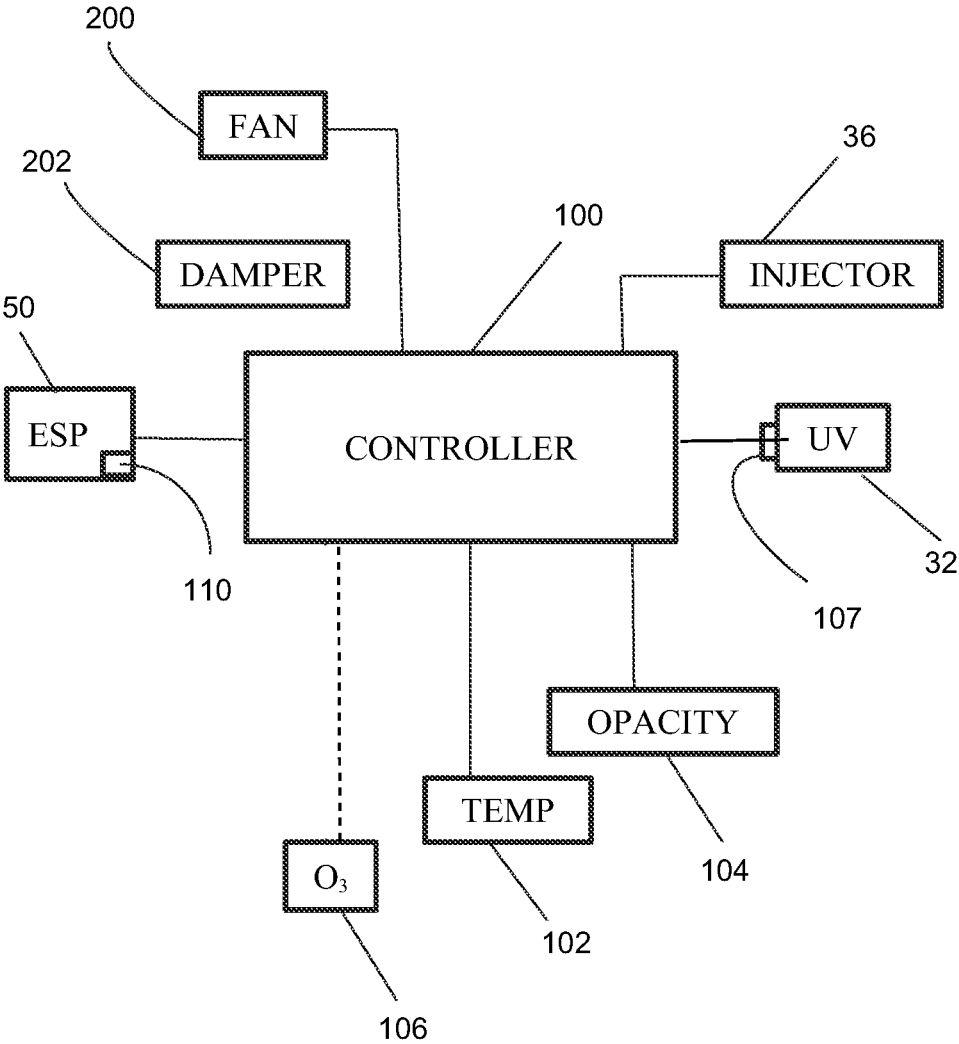 200
FAN
36
202
100
DAMPER
INJECTOR
50
ESP
CONTROLLER
UV
110
32
107
OPACITY
TEMP
104
O₃
102
106